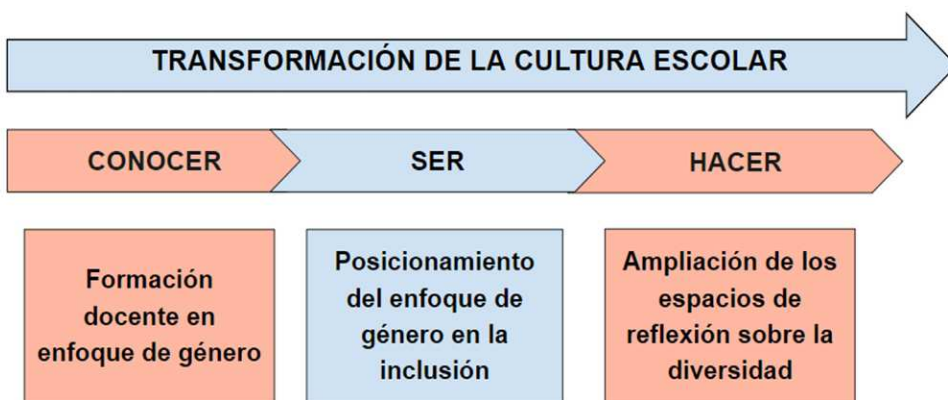 TRANSFORMACIÓN DE LA CULTURA ESCOLAR
CONOCER
SER
HACER
Formación
docente en
enfoque de género
Posicionamiento
del enfoque de
género en la
inclusión
Ampliación de los
espacios de
reflexión sobre la
diversidad